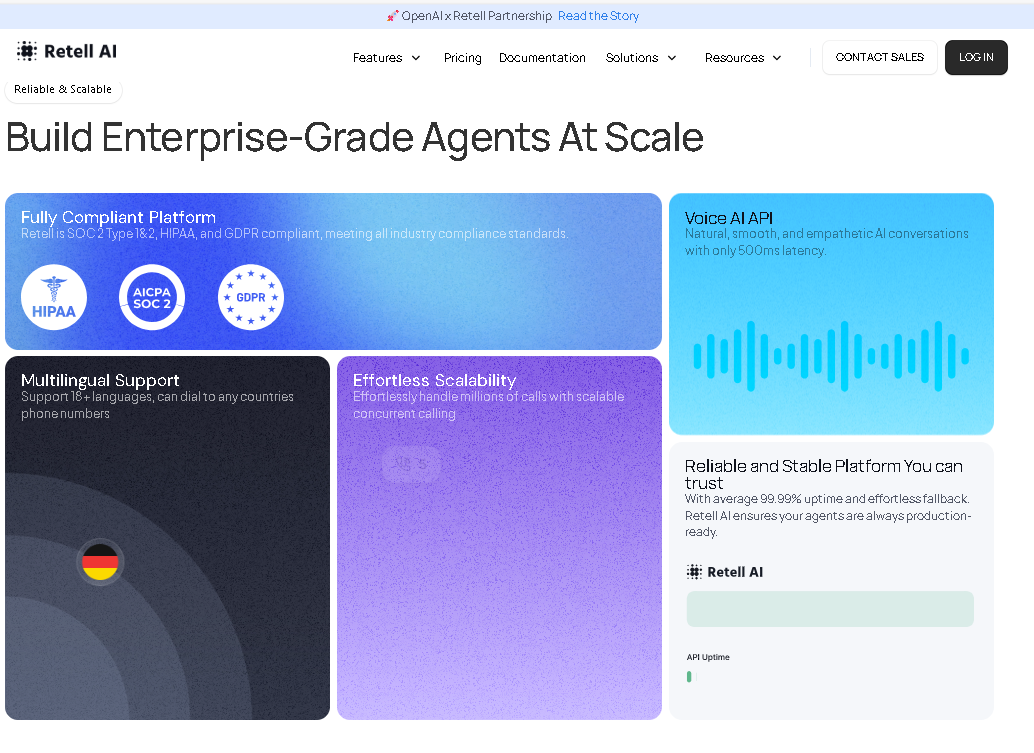 🚀 OpenAI x Retell Partnership Read the Story
Retell AI
Features Pricing Documentation Solutions Resources CONTACT SALES LOG IN
Reliable & Scalable
Build Enterprise-Grade Agents At Scale
Fully Compliant Platform
Retell is SOC 2 Type 1&2, HIPAA, and GDPR compliant, meeting all industry compliance standards.
HIPAA
AICPA
SOC 2
GDPR
Voice AI API
Natural, smooth, and empathetic AI conversations
with only 500ms latency.
Multilingual Support
Support 18+ languages, can dial to any countries
phone numbers
Effortless Scalability
Effortlessly handle millions of calls with scalable
concurrent calling
Reliable and Stable Platform You can
trust
With average 99.99% uptime and effortless fallback.
Retell AI ensures your agents are always production-
ready.
Retell AI
API Uptime